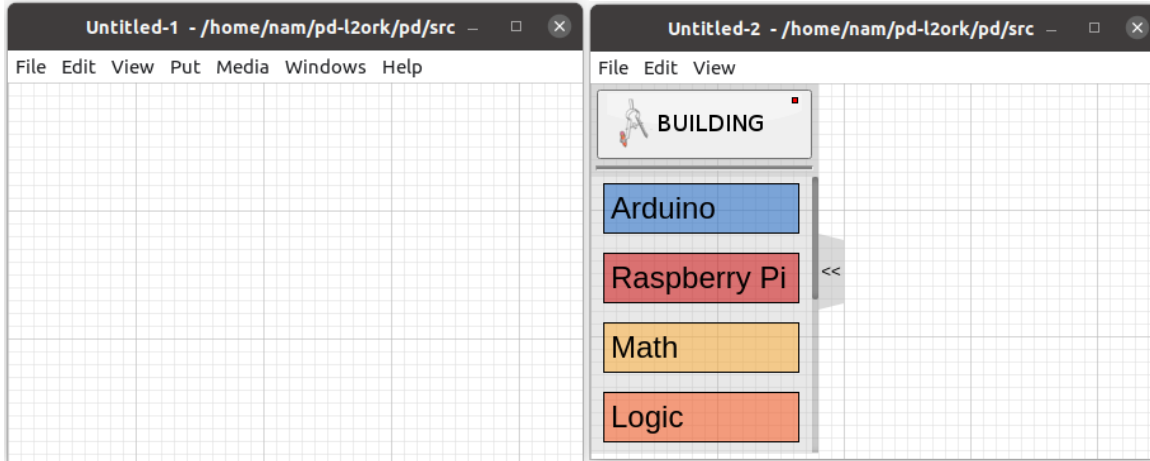 Untitled-1 - /home/nam/pd-l2ork/pd/src
File Edit View Put Media Windows Help
Untitled-2 - /home/nam/pd-l2ork/pd/src
File Edit View
BUILDING
Arduino
Raspberry Pi
<<
Math
Logic